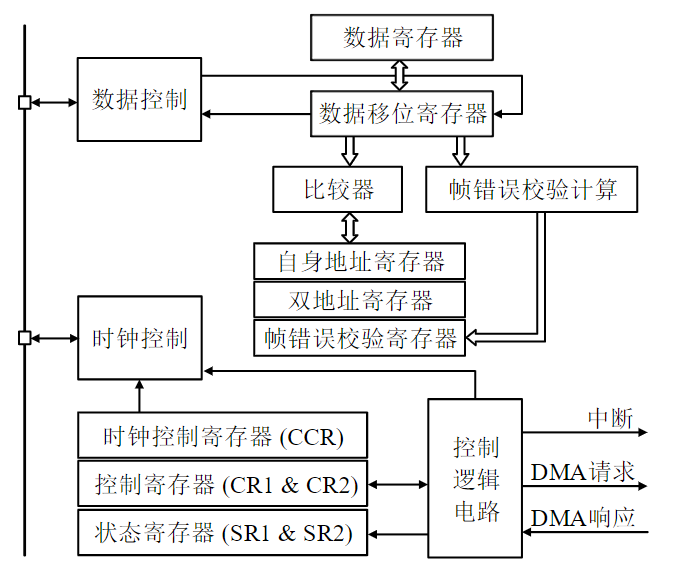 数据寄存器
数据控制
数据移位寄存器
比较器
帧错误校验计算
自身地址寄存器
双地址寄存器
帧错误校验寄存器
时钟控制
时钟控制寄存器 (CCR)
控制寄存器 (CR1 & CR2)
状态寄存器 (SR1 & SR2)
控制
逻辑
电路
中断
DMA请求
DMA响应